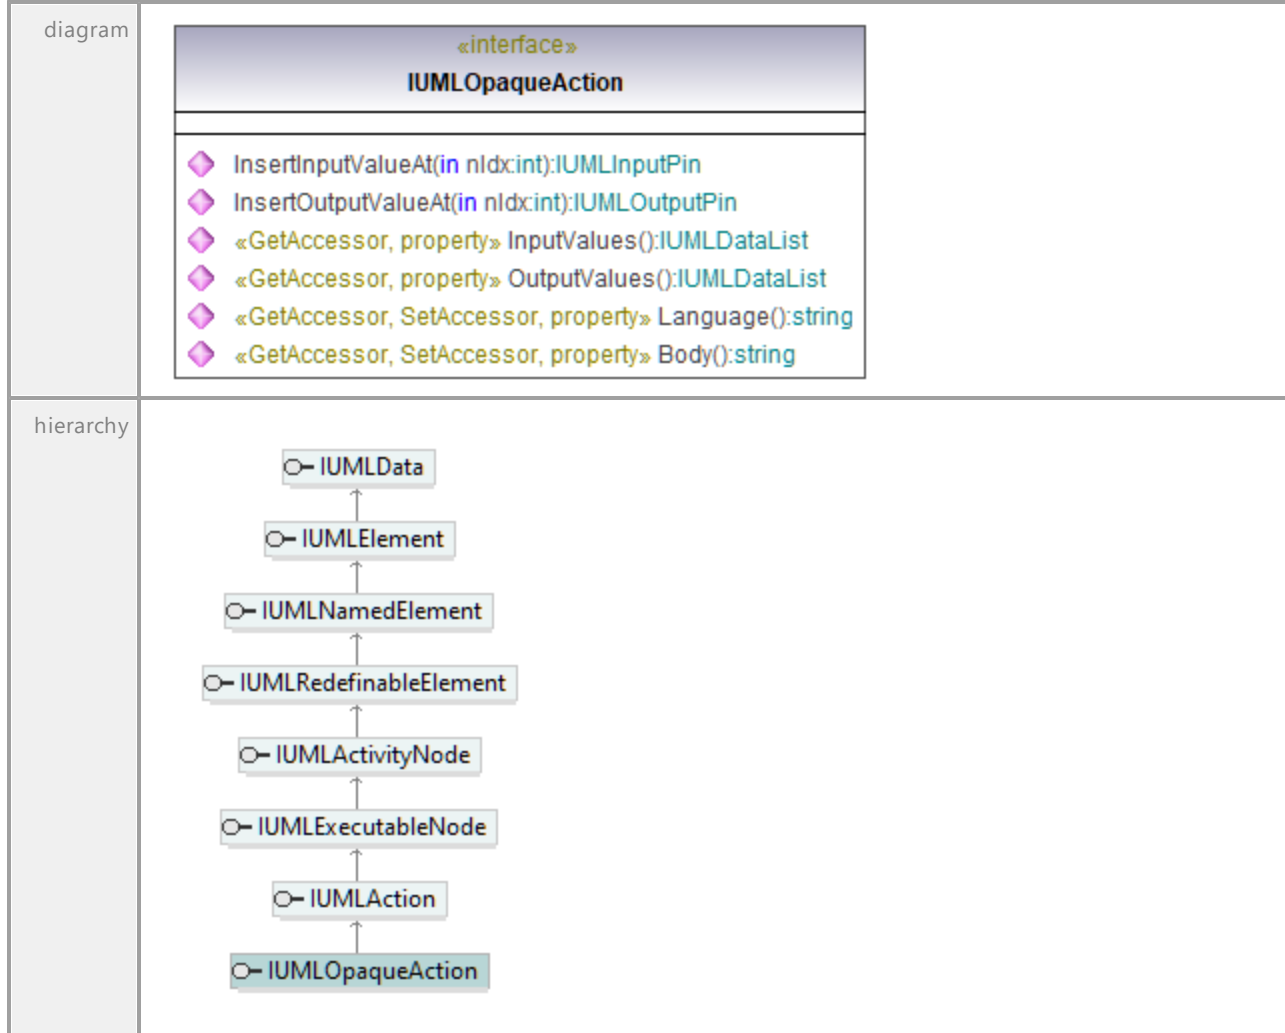 diagram
«interface»
IUMLOpaqueAction
InsertInputValueAt(in nIdx:int):IUMLInputPin
InsertOutputValueAt(in nIdx:int):IUMLOutputPin
«GetAccessor, property» InputValues():IUMLDataList
«GetAccessor, property» OutputValues():IUMLDataList
«GetAccessor, SetAccessor, property» Language():string
«GetAccessor, SetAccessor, property» Body():string
hierarchy
IUMLData
IUMLElement
IUMLNamedElement
IUMLRedefinableElement
IUMLActivityNode
IUMLExecutableNode
IUMLAction
IUMLOpaqueAction